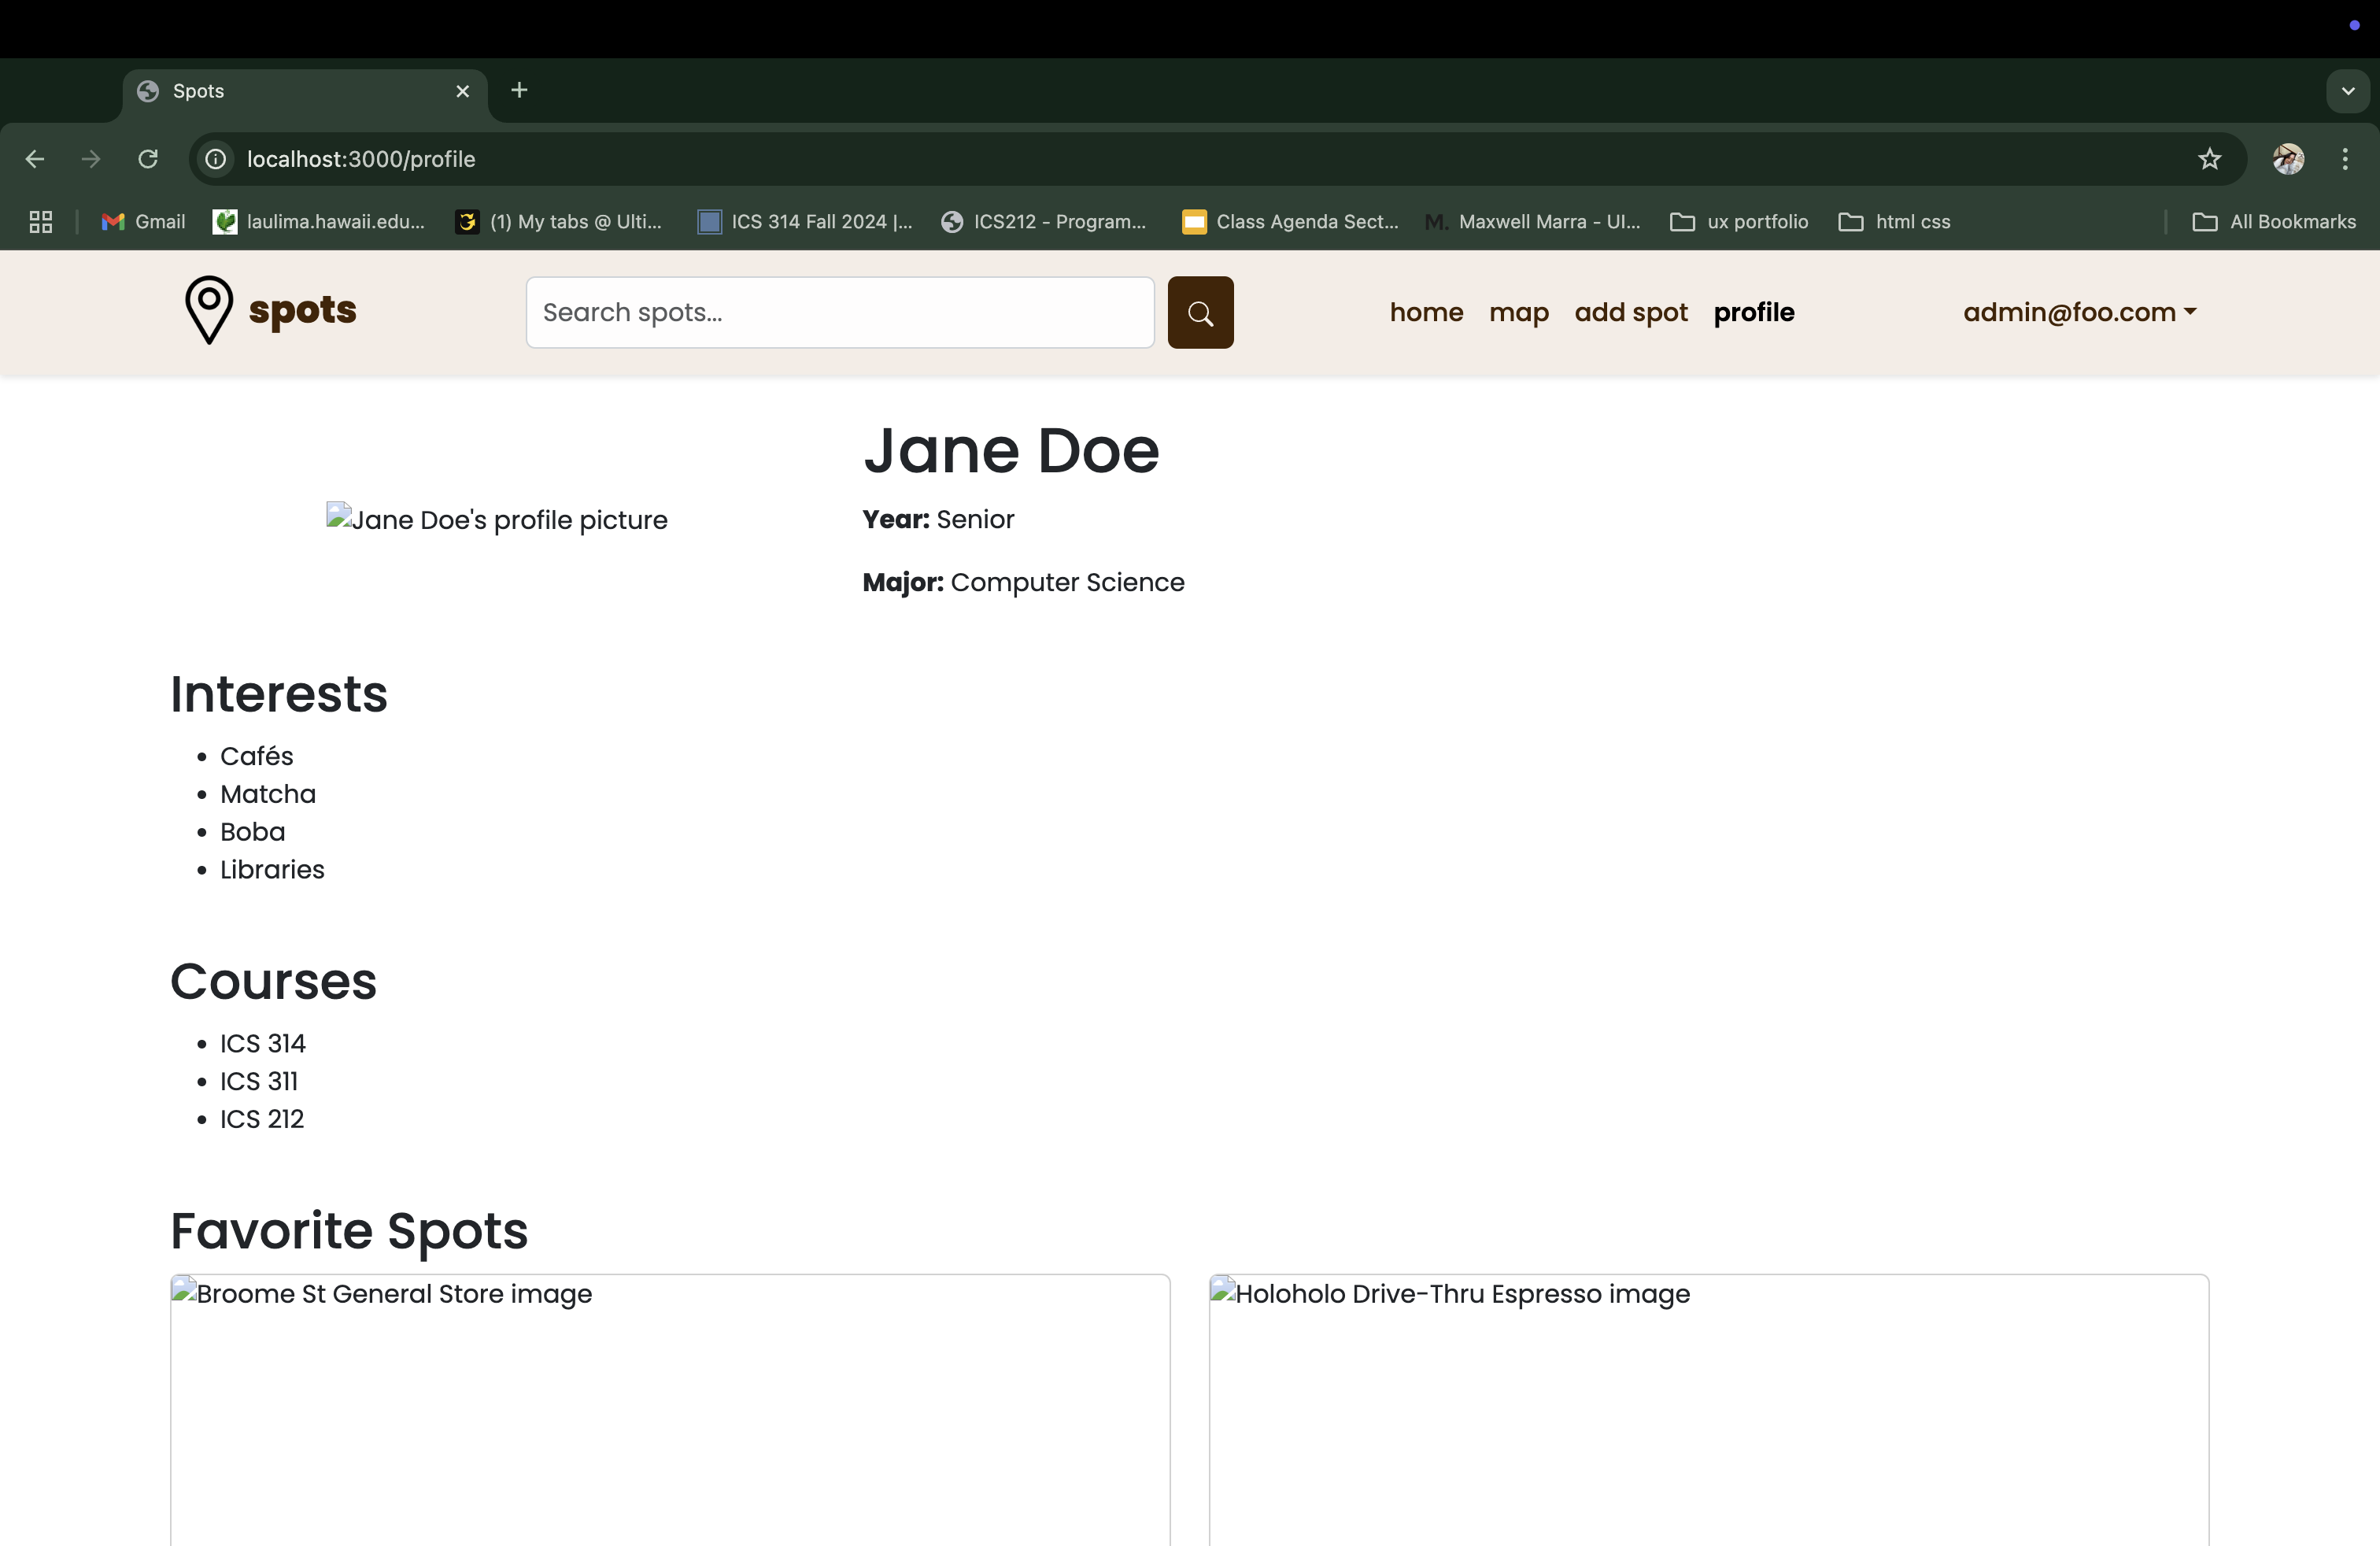 Spots
localhost:3000/profile
Gmail laulima.hawaii.edu... (1) My tabs @ Ulti... ICS 314 Fall 2024 |... ICS212 - Program... Class Agenda Sect... M. Maxwell Marra - UI... ux portfolio html css All Bookmarks
spots Search spots... home map add spot profile admin@foo.com
Jane Doe
Jane Doe's profile picture
Year: Senior
Major: Computer Science
Interests
Cafés
Matcha
Boba
Libraries
Courses
ICS 314
ICS 311
ICS 212
Favorite Spots
Broome St General Store image
Holoholo Drive-Thru Espresso image